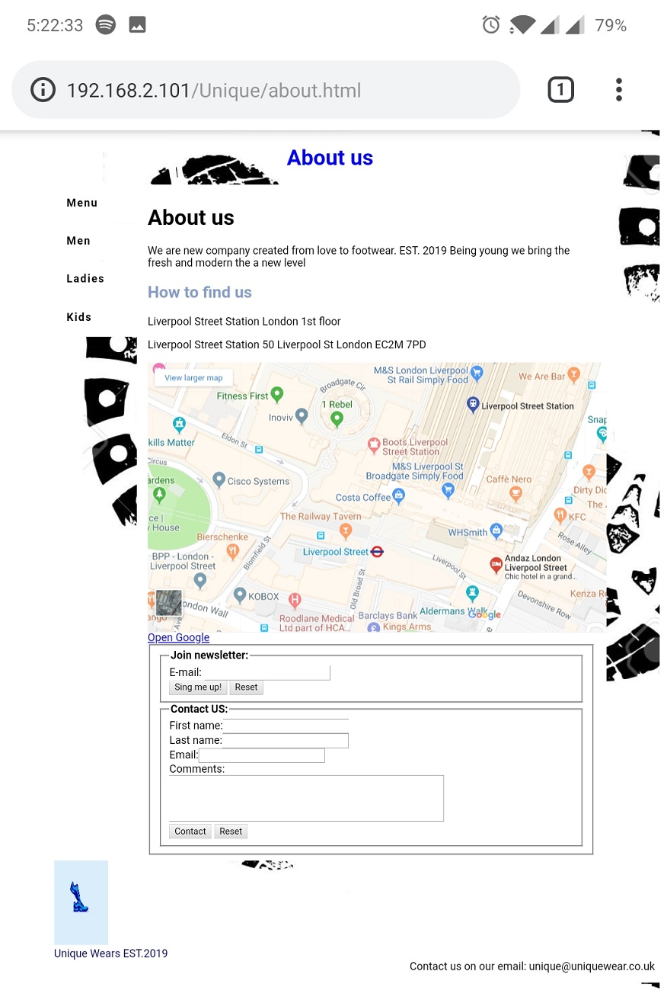 5:22:33
79%
192.168.2.101/Unique/about.html
1
About us
Menu
Men
Ladies
Kids
About us
We are new company created from love to footwear. EST. 2019 Being young we bring the
fresh and modern the a new level
How to find us
Liverpool Street Station London 1st floor
Liverpool Street Station 50 Liverpool St London EC2M 7PD
View larger map
M&S London Liverpool
St Rail Simply Food
We Are Bar
Broadgate Cir
Fitness First
1 Rebel
Liverpool Street Station
Inoviv
Snap
kills Matter
Eldon St
Boots Liverpool
Street Station
Circus
M&S Liverpool St
Broadgate Simply Food
ardens
Cisco Systems
Caffè Nero
Dirty Dic
Costa Coffee
The
ce |
House
The Railway Tavern
KFC
WHSmith
Bierschenke
Rose Alley
Blomfield St
Liverpool Street
BPP - London -
Liverpool Street
Liverpool St
Andaz London
Liverpool Street
Chic hotel in a grand...
Old Broad St
KOBOX
Devonshire Row
Kenza R
ondon Wall
Roodlane Medical
Ltd part of HCA...
Barclays Bank
Aldermans Walk
Google
Kings Arms
Open Google
Join newsletter:
E-mail:
Sing me up! Reset
Contact US:
First name:
Last name:
Email:
Comments:
Contact Reset
Unique Wears EST.2019
Contact us on our email: unique@uniquewear.co.uk